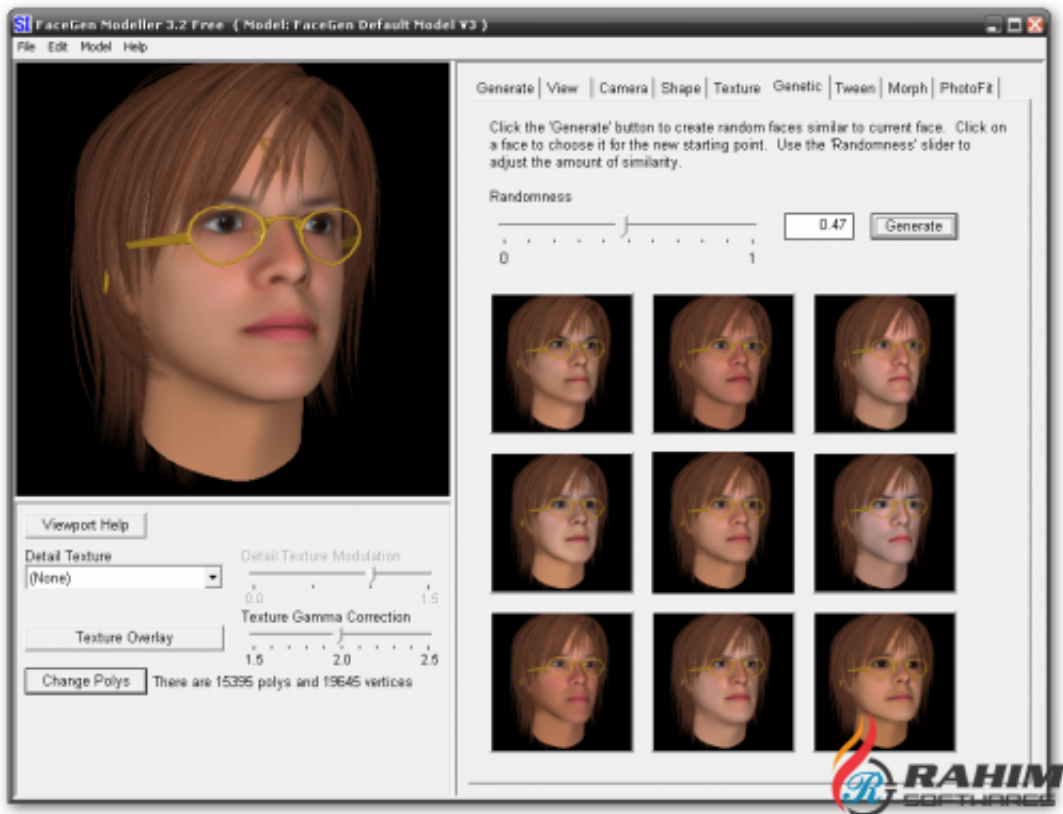 SI FaceGen Modeller 3.2 Free ( Model: FaceGen Default Model V3 )
File Edit Model Help
Generate View Camera Shape Texture Genetic Tween Morph PhotoFit
Click the 'Generate' button to create random faces similar to current face. Click on
a face to choose it for the new starting point. Use the 'Randomness' slider to
adjust the amount of similarity.
Randomness
0.47 Generate
0 1
Viewport Help
Detail Texture
(None)
Detail Texture Modulation
0.0 1.5
Texture Overlay
Texture Gamma Correction
1.5 2.0 2.5
Change Polys There are 15395 polys and 19645 vertices
RAHIM
SOFTWARES